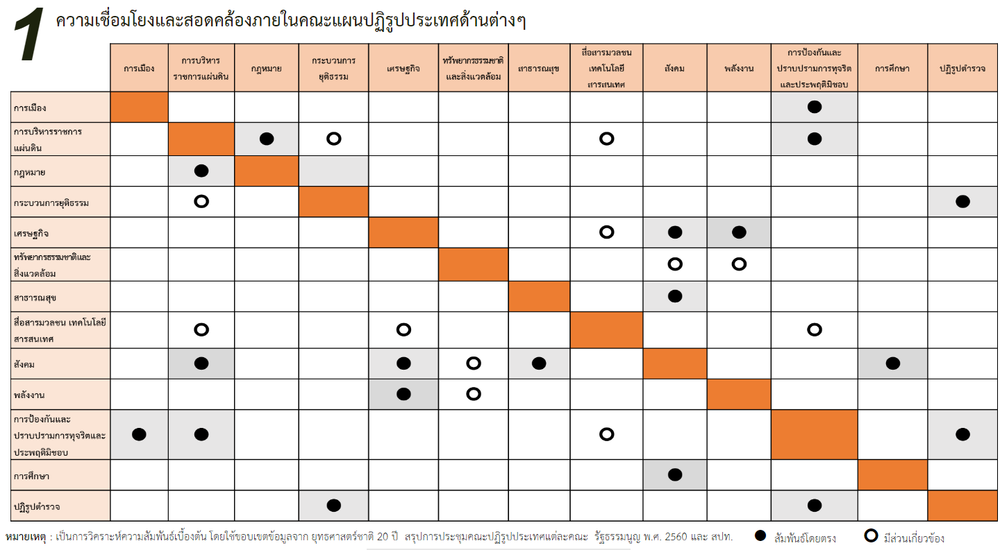 1
ความเชื่อมโยงและสอดคล้องภายในคณะแผนปฏิรูปประเทศด้านต่างๆ
การเมือง
การบริหาร
ราชการแผ่นดิน
กฎหมาย
กระบวนการ
ยุติธรรม
เศรษฐกิจ
ทรัพยากรธรรมชาติ
และสิ่งแวดล้อม
สาธารณสุข
สื่อสารมวลชน
เทคโนโลยี
สารสนเทศ
สังคม
พลังงาน
การป้องกันและ
ปราบปรามการทุจริต
และประพฤติมิชอบ
การศึกษา
ปฏิรูปตำรวจ
การเมือง
การบริหารราชการ
แผ่นดิน
กฎหมาย
กระบวนการยุติธรรม
เศรษฐกิจ
ทรัพยากรธรรมชาติและ
สิ่งแวดล้อม
สาธารณสุข
สื่อสารมวลชน เทคโนโลยี
สารสนเทศ
สังคม
พลังงาน
การป้องกันและ
ปราบปรามการทุจริตและ
ประพฤติมิชอบ
การศึกษา
ปฏิรูปตำรวจ
หมายเหตุ : เป็นการวิคราะห์ความสัมพันธ์เบื้องต้น โดยใช้ขอบเขตข้อมูลจาก ยุทธศาสตร์ชาติ 20 ปี สรุปการประชุมคณะปฏิรูปประเทศแต่ละคณะ รัฐธรรมนูญ พ.ศ. 2560 และ สปท. สัมพันธ์โดยตรง มีส่วนเกี่ยวข้อง